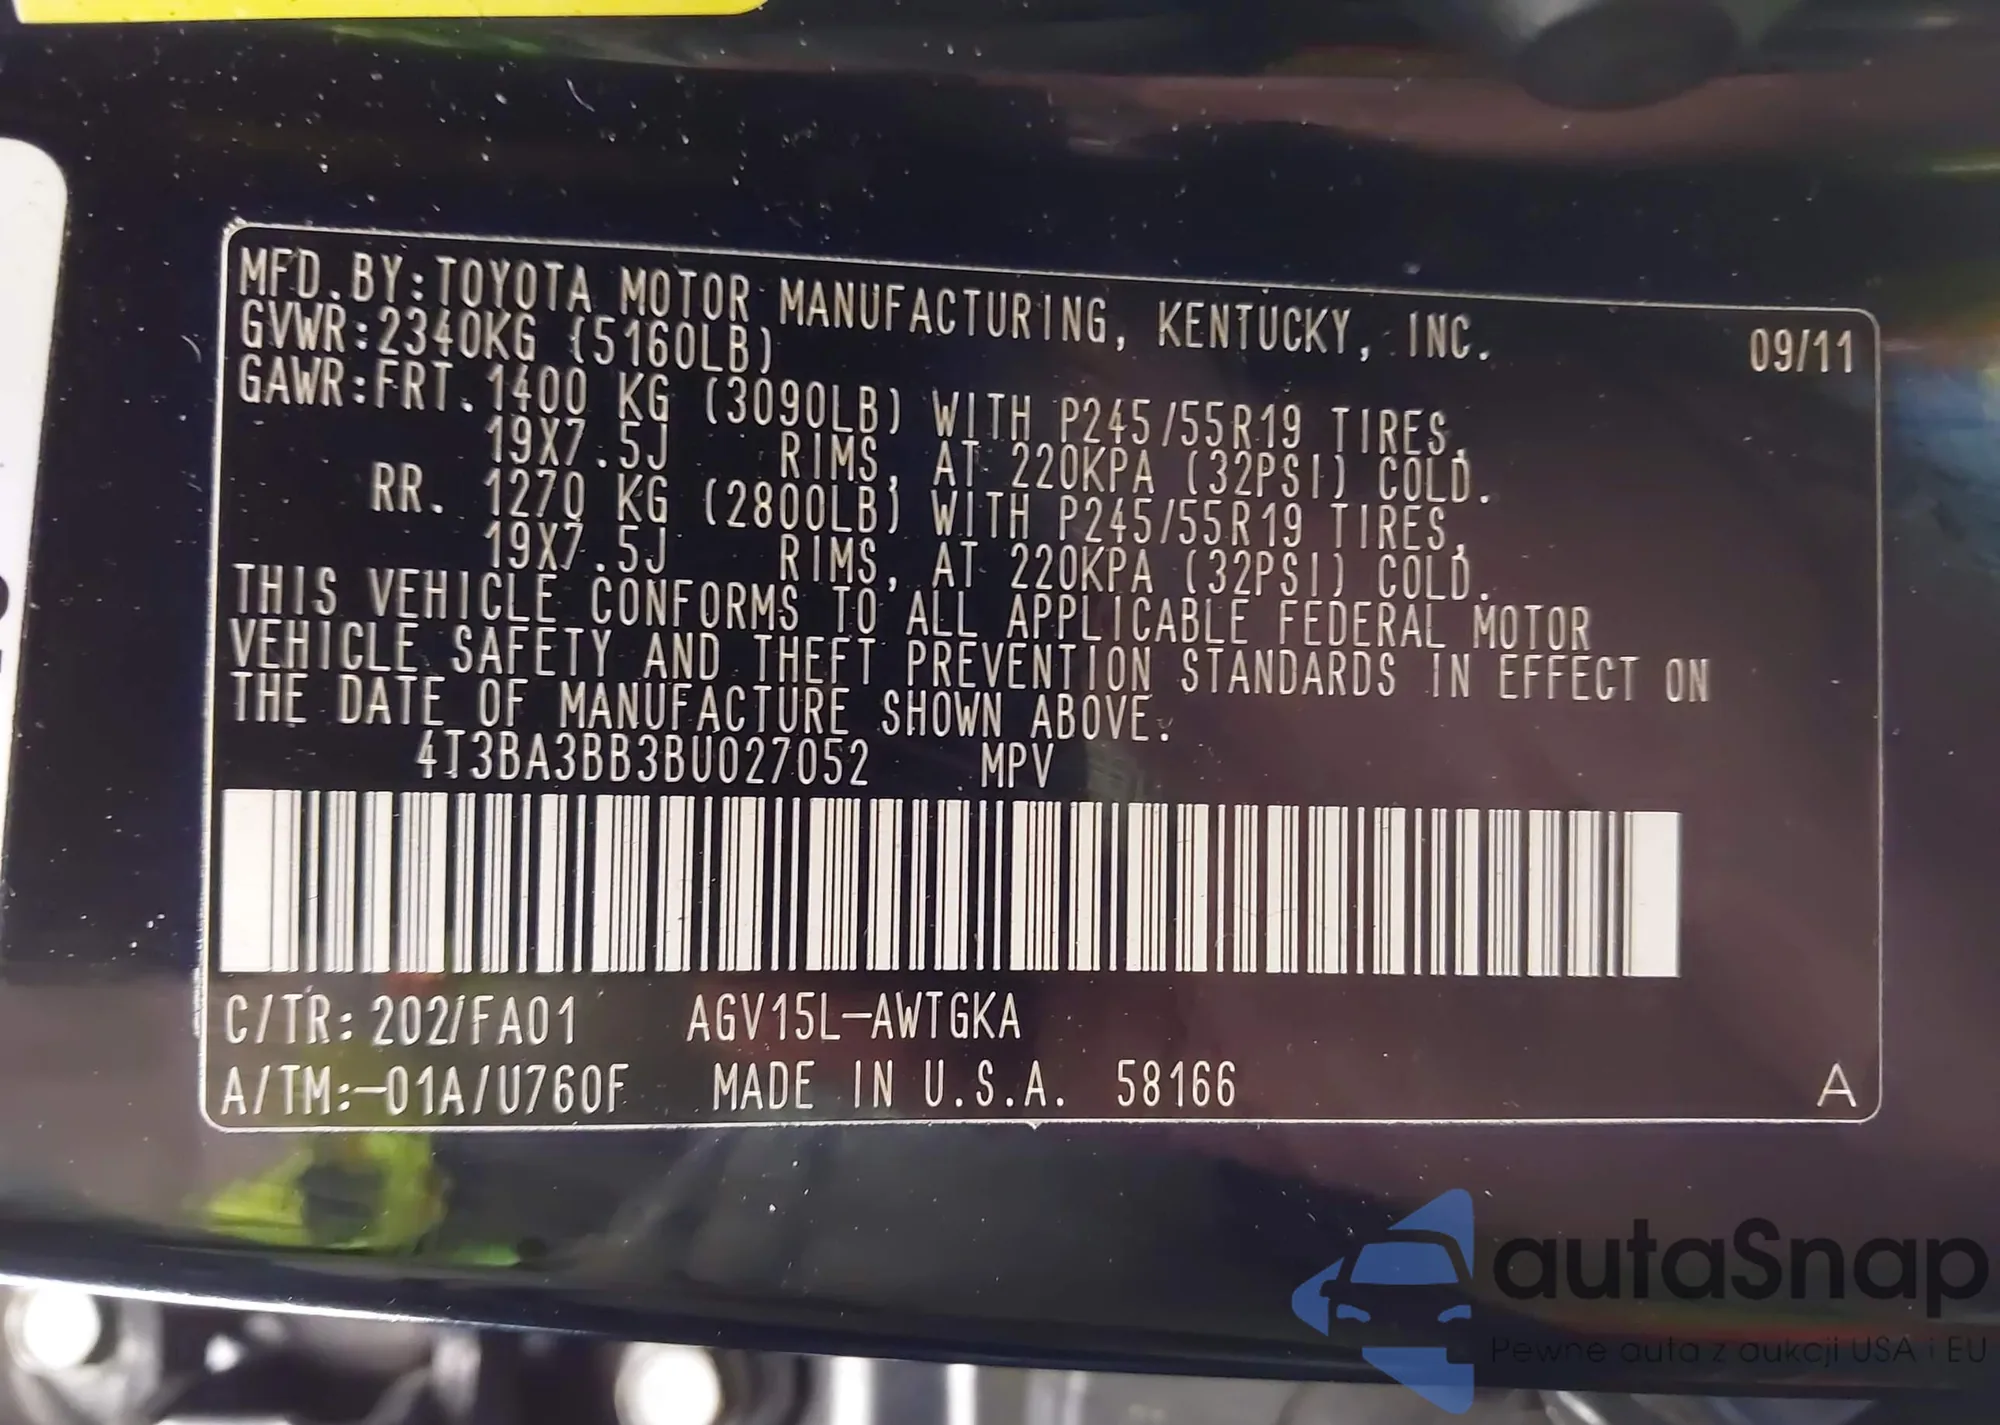 MFD.BY:TOYOTA MOTOR MANUFACTURING, KENTUCKY, INC. 09/11
GVWR:2340KG (5160LB)
GAWR:FRT.1400 KG (3090LB) WITH P245/55R19 TIRES,
19X7.5J RIMS, AT 220KPA (32PSI) COLD.
RR. 1270 KG (2800LB) WITH P245/55R19 TIRES,
19X7.5J RIMS, AT 220KPA (32PSI) COLD.
THIS VEHICLE CONFORMS TO ALL APPLICABLE FEDERAL MOTOR
VEHICLE SAFETY AND THEFT PREVENTION STANDARDS IN EFFECT ON
THE DATE OF MANUFACTURE SHOWN ABOVE.
4T3BA3BB3BU027052 MPV
C/TR:202/FA01 AGV15L-AWTGKA
A/TM:-01A/U760F MADE IN U.S.A. 58166 A
autaSnap
Pewne auta z aukcji USA i EU